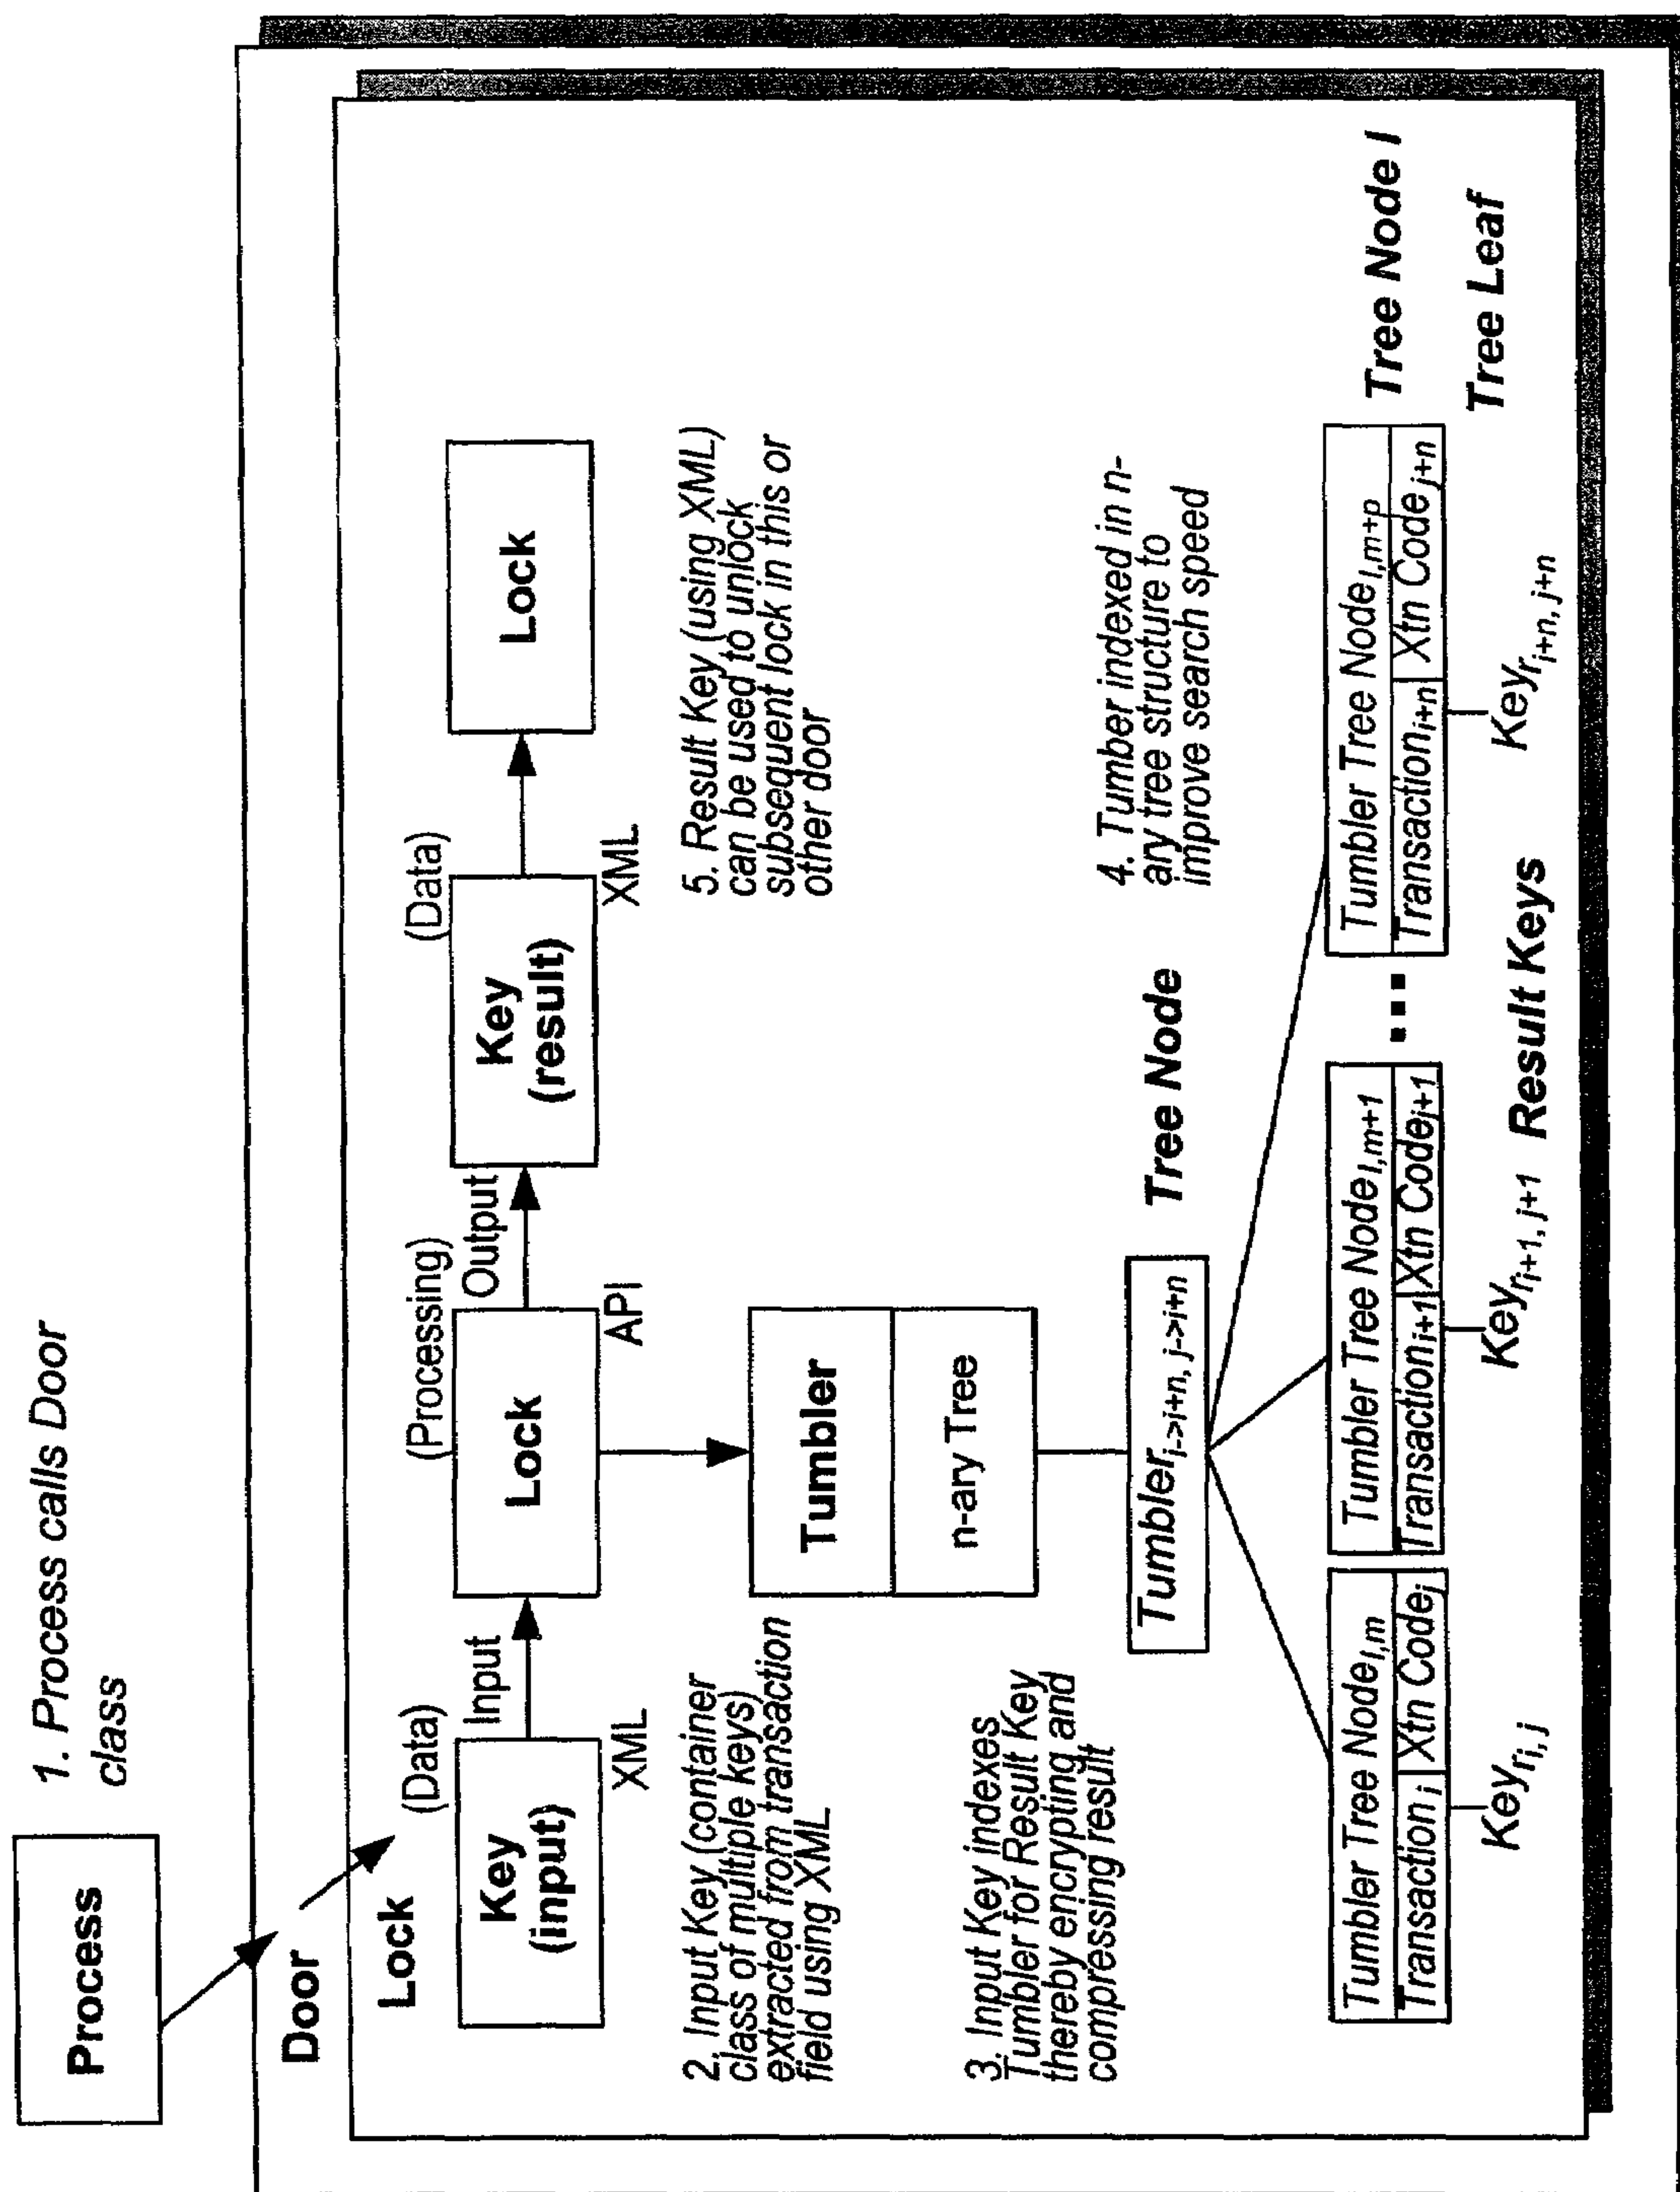 Process
1. Process calls Door
class
Door
Lock
(Data)
(Processing)
(Data)
Key
(input)
Input
Lock
Output
Key
(result)
Lock
XML
API
XML
2. Input Key (container
class of multiple keys)
extracted from transaction
field using XML
Tumbler
n-ary Tree
5. Result Key (using XML)
can be used to unlock
subsequent lock in this or
other door
3. Input Key indexes
Tumbler for Result Key
thereby encrypting and
compressing result
4. Tumber indexed in n-
ary tree structure to
improve search speed
Tumbler i->i+n, j->i+n
Tree Node
Tumbler Tree Node l,m
Transaction i
Xtn Code j
Tumbler Tree Node l,m+1
Transaction i+1
Xtn Code j+1
...
Tumbler Tree Node l,m+p
Transaction i+n
Xtn Code j+n
Tree Node l
Tree Leaf
Key r i,j
Key r i+1, j+1
Result Keys
Key r i+n, j+n